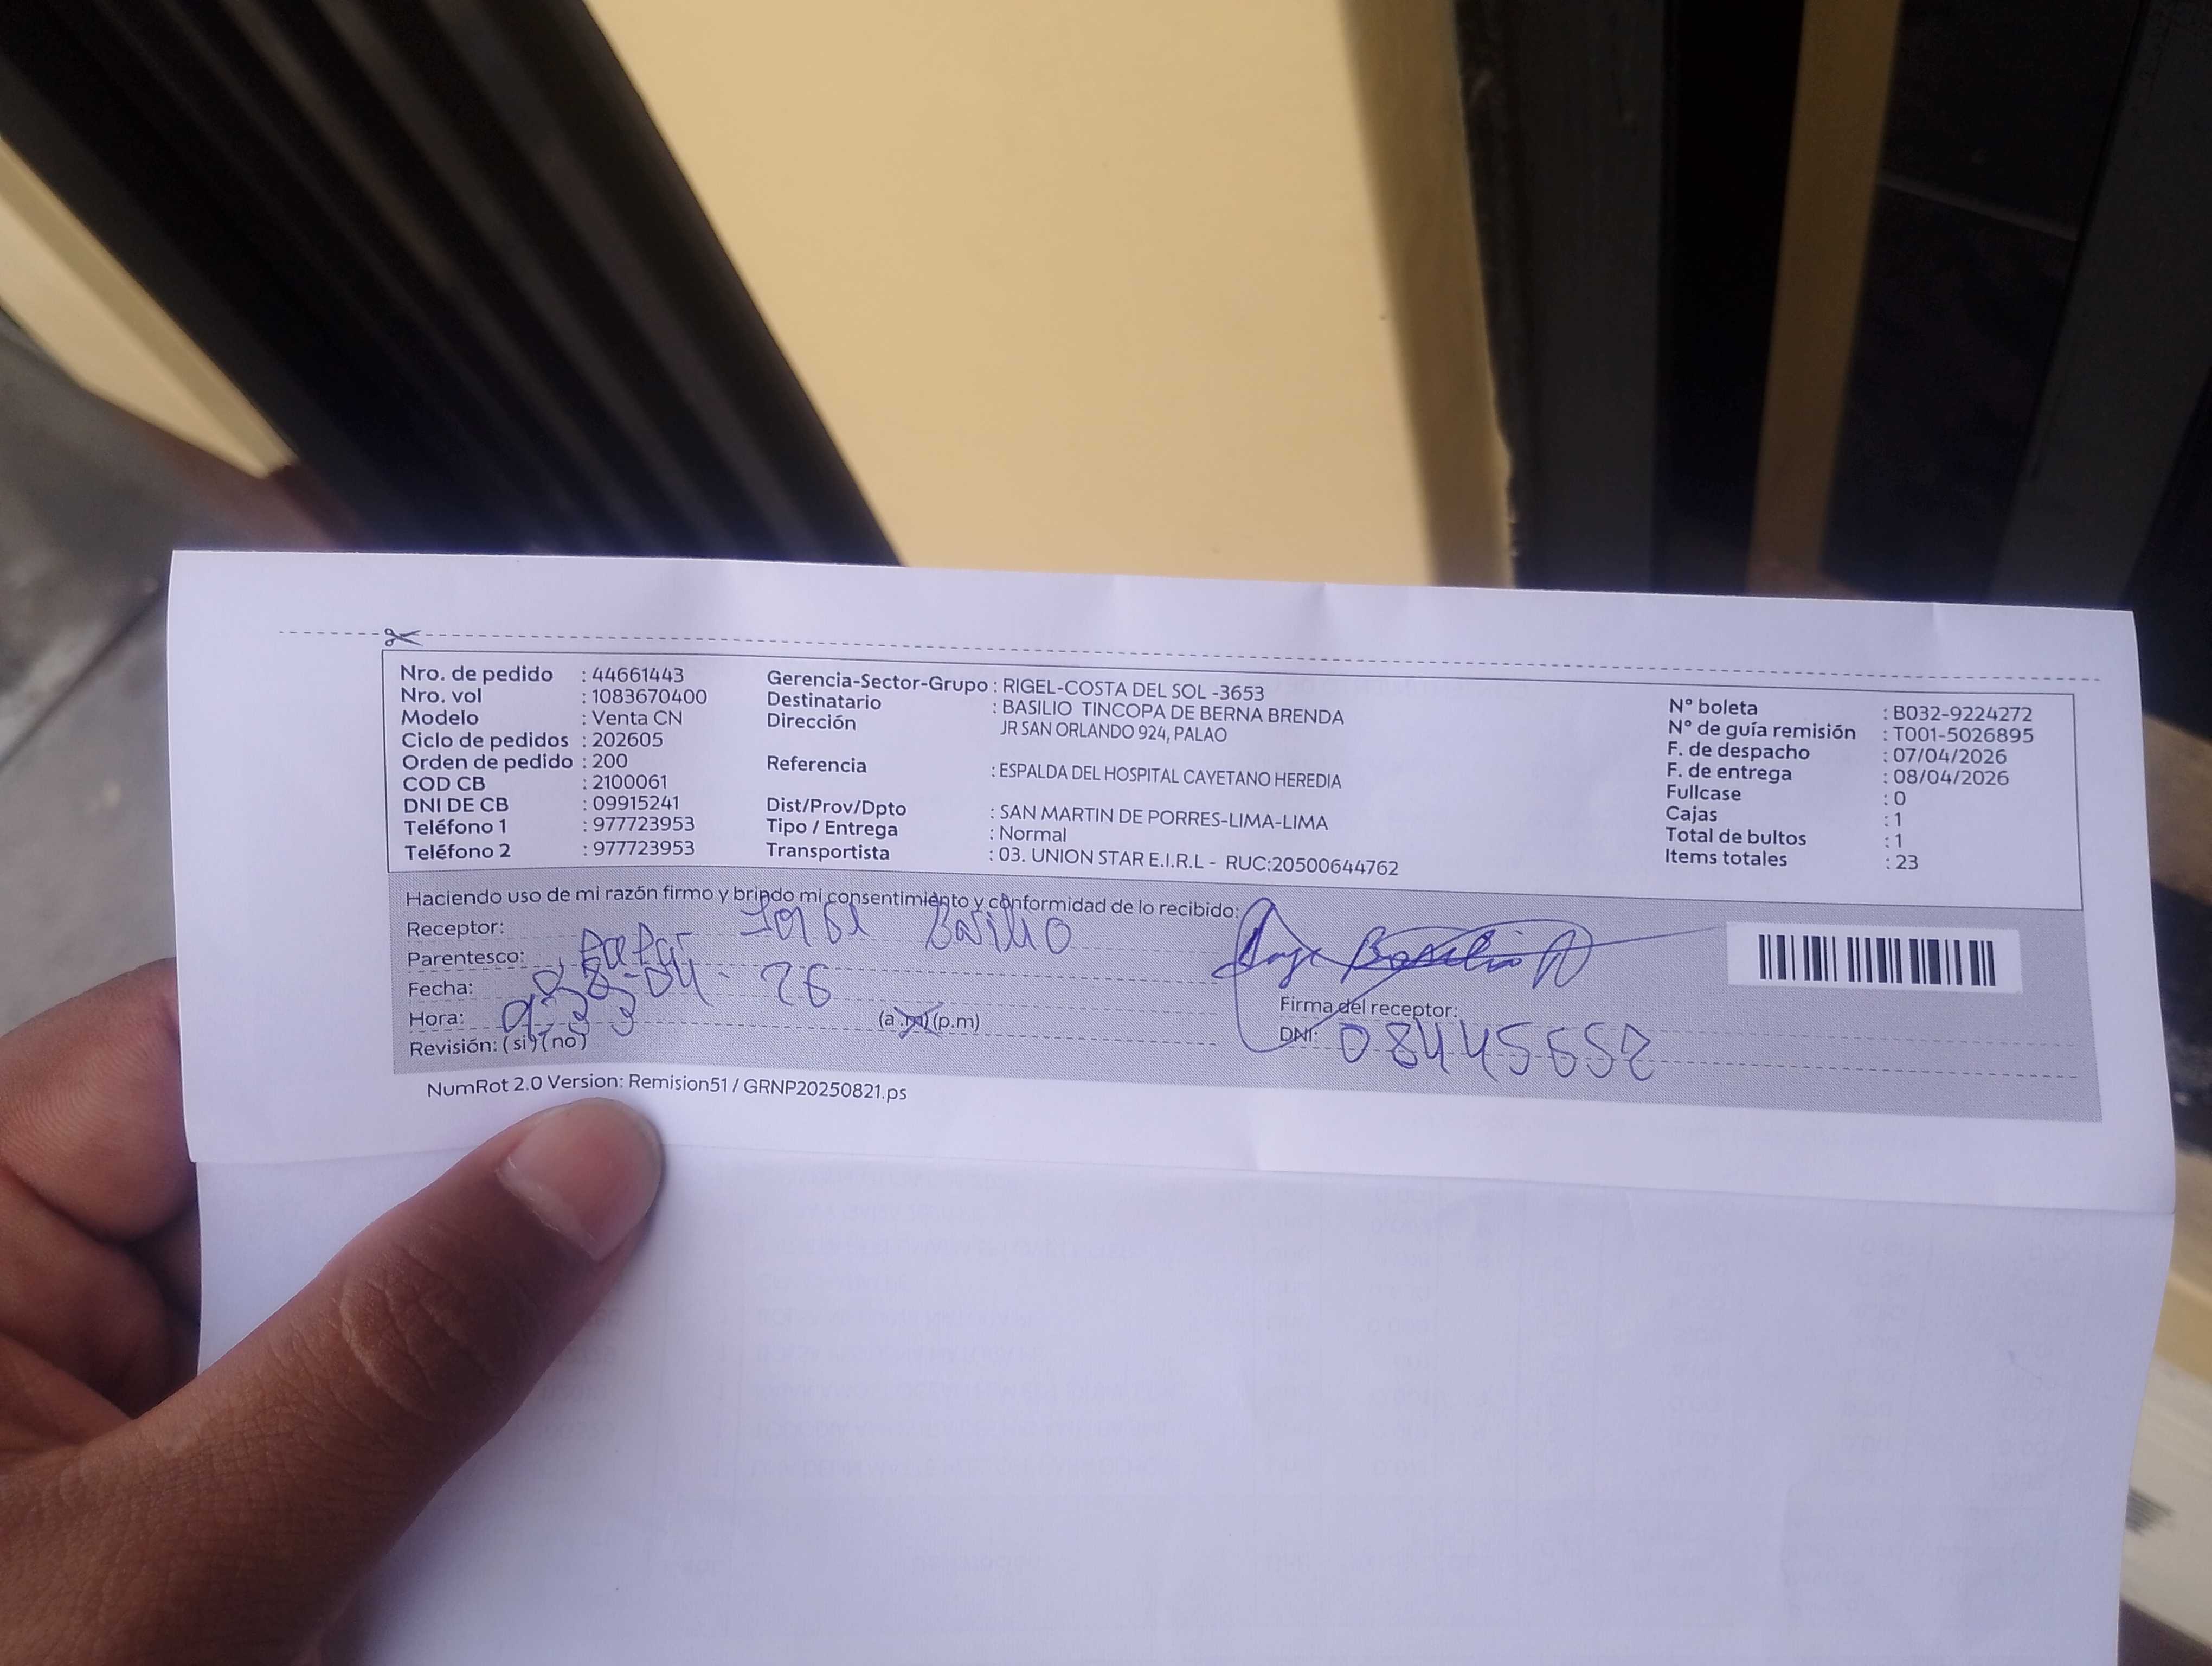 Nro. de pedido : 44661443
Nro. vol : 1083670400
Modelo : Venta CN
Ciclo de pedidos : 202605
Orden de pedido : 200
COD CB : 2100061
DNI DE CB : 09915241
Teléfono 1 : 977723953
Teléfono 2 : 977723953
Gerencia-Sector-Grupo : RIGEL-COSTA DEL SOL -3653
Destinatario : BASILIO TINCOPA DE BERNA BRENDA
Dirección JR SAN ORLANDO 924, PALAO
Referencia : ESPALDA DEL HOSPITAL CAYETANO HEREDIA
Dist/Prov/Dpto : SAN MARTIN DE PORRES-LIMA-LIMA
Tipo / Entrega : Normal
Transportista : 03. UNION STAR E.I.R.L - RUC:20500644762
N° boleta : B032-9224272
N° de guía remisión : T001-5026895
F. de despacho : 07/04/2026
F. de entrega : 08/04/2026
Fullcase : 0
Cajas : 1
Total de bultos : 1
Items totales : 23
Haciendo uso de mi razón firmo y brindo mi consentimiento y conformidad de lo recibido:
Receptor: Jorge Basilio
Parentesco: Papa
Fecha: 08-04-26
Hora: 9:33 (a.m) (p.m)
Revisión: (si) (no)
Jorge Basilio
Firma del receptor:
DNI: 08445652
NumRot 2.0 Version: Remision51 / GRNP20250821.ps